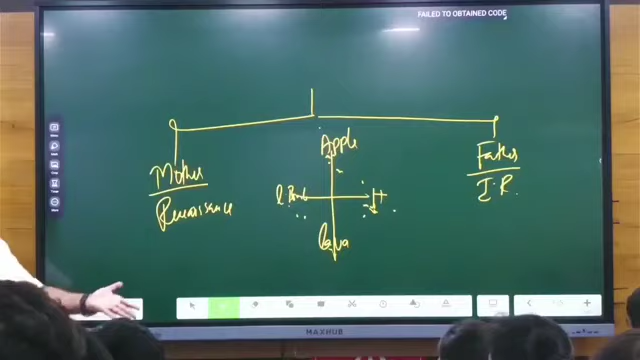 FAILED TO OBTAINED CODE
Apple
Mother
Renaissance
Father
I.R.
MAXHUB